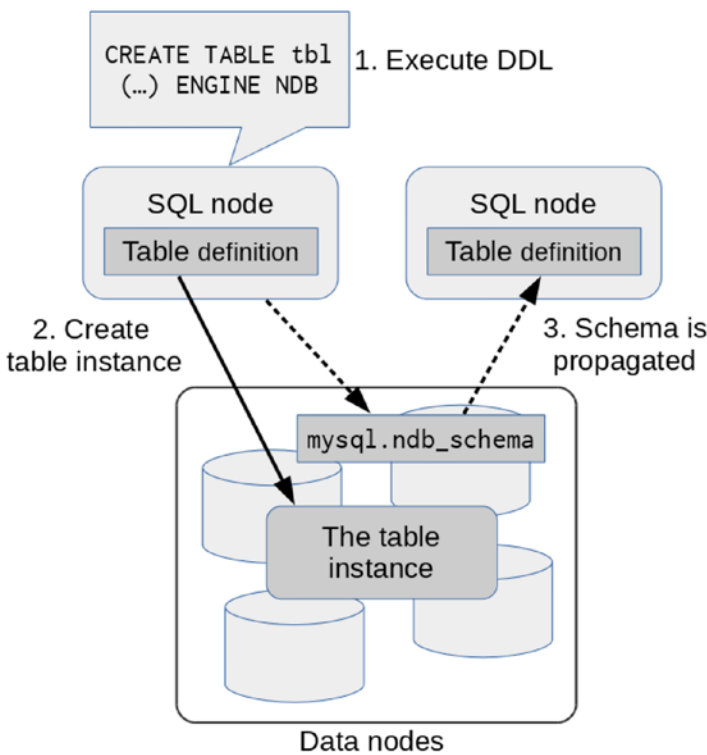 CREATE TABLE tbl
(…) ENGINE NDB
1. Execute DDL
SQL node
Table definition
SQL node
Table definition
2. Create
table instance
3. Schema is
propagated
mysql.ndb_schema
The table
instance
Data nodes